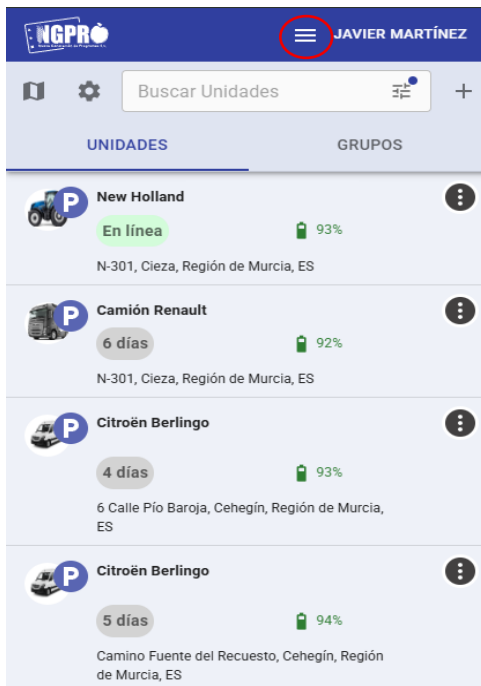 NGPRO
JAVIER MARTÍNEZ
Buscar Unidades
UNIDADES GRUPOS
P
New Holland
En línea 93%
N-301, Cieza, Región de Murcia, ES
P
Camión Renault
6 días 92%
N-301, Cieza, Región de Murcia, ES
P
Citroën Berlingo
4 días 93%
6 Calle Pío Baroja, Cehegín, Región de Murcia,
ES
P
Citroën Berlingo
5 días 94%
Camino Fuente del Recuesto, Cehegín, Región
de Murcia, ES